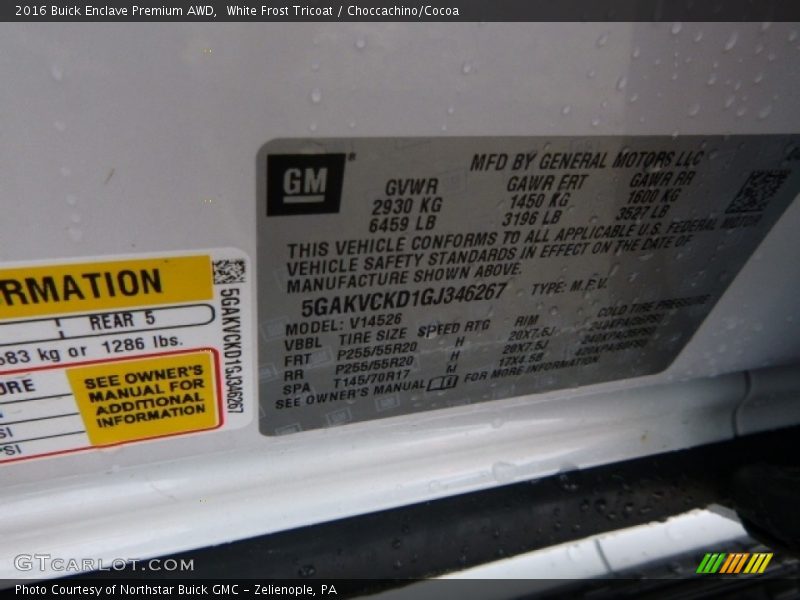 2016 Buick Enclave Premium AWD, White Frost Tricoat / Choccachino/Cocoa
GM
MFD BY GENERAL MOTORS LLC
GVWR GAWR FRT GAWR RR
2930 KG 1450 KG 1600 KG
6459 LB 3196 LB 3527 LB
THIS VEHICLE CONFORMS TO ALL APPLICABLE U.S. FEDERAL MOTOR
VEHICLE SAFETY STANDARDS IN EFFECT ON THE DATE OF
MANUFACTURE SHOWN ABOVE.
5GAKVCKD1GJ346267 TYPE: M.P.V.
MODEL: V14526
VBBL TIRE SIZE SPEED RTG RIM COLD TIRE PRESSURE
FRT P255/55R20 H 20X7.5J
RR P255/55R20 H 20X7.5J
SPA T145/70R17 M 17X4.5B
SEE OWNER'S MANUAL FOR MORE INFORMATION.
RMATION
REAR 5
583 kg or 1286 lbs.
URE
SEE OWNER'S
MANUAL FOR
ADDITIONAL
INFORMATION
SI
PSI
5GAKVCKD1GJ346267
GTCARLOT.COM
Photo Courtesy of Northstar Buick GMC – Zelienople, PA